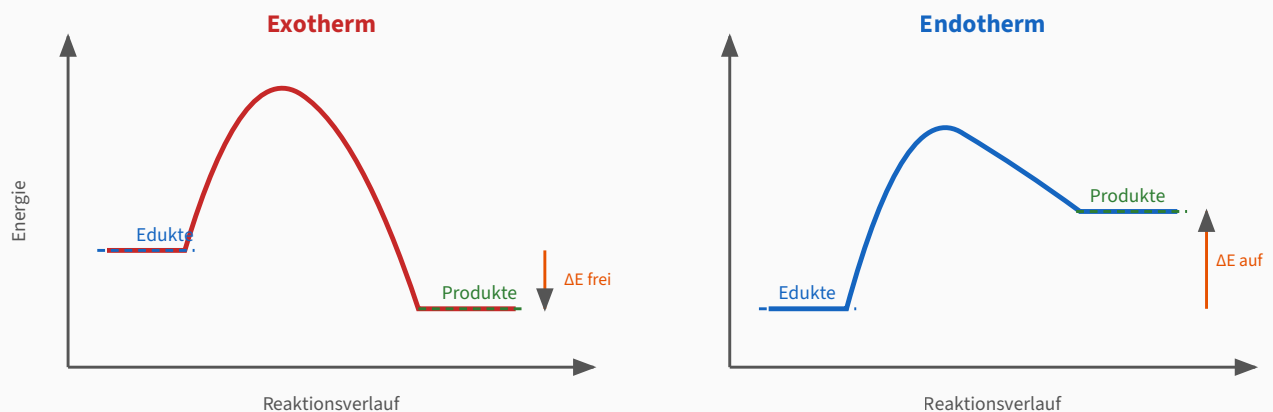 Exotherm
Energie
Edukte
Produkte
ΔE frei
Reaktionsverlauf
Endotherm
Produkte
ΔE auf
Edukte
Reaktionsverlauf